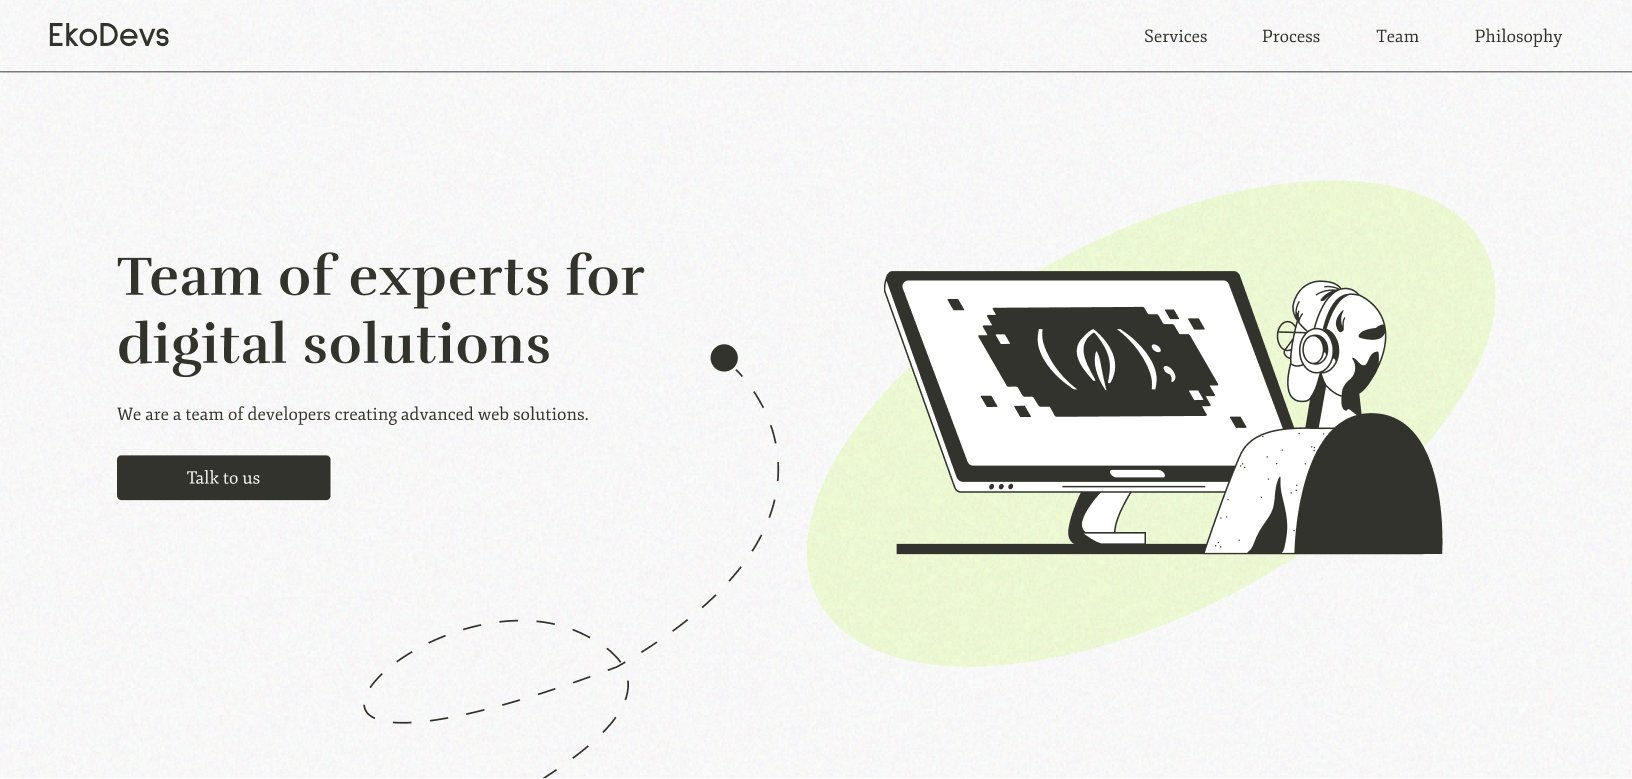 EkoDevs
Services
Process
Team
Philosophy
Team of experts for
digital solutions
We are a team of developers creating advanced web solutions.
Talk to us